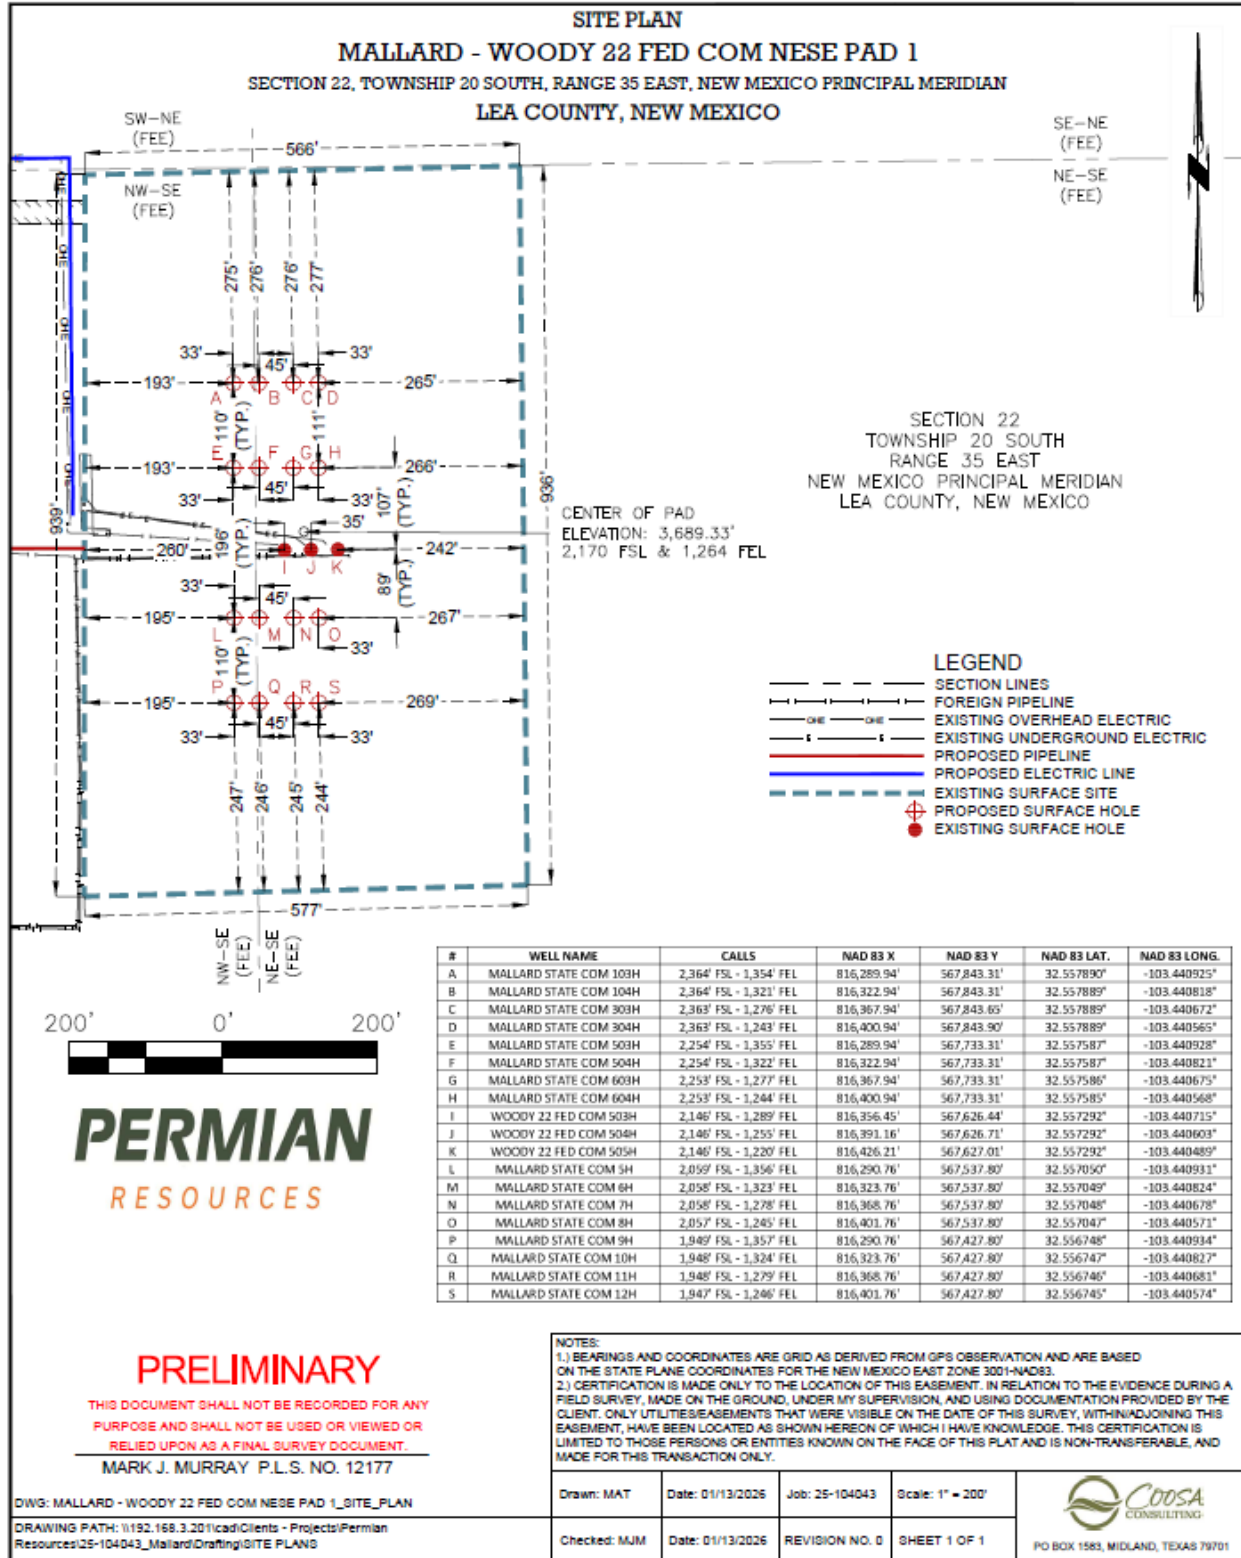 SITE PLAN
MALLARD - WOODY 22 FED COM NESE PAD 1
SECTION 22, TOWNSHIP 20 SOUTH, RANGE 35 EAST, NEW MEXICO PRINCIPAL MERIDIAN
LEA COUNTY, NEW MEXICO
SW-NE
(FEE)
SE-NE
(FEE)
566'
NW-SE
(FEE)
NE-SE
(FEE)
OHE
OHE
OHE
OHE
OHE
275'
276'
276'
277'
33'
45'
33'
193'
265'
A
B
C
D
110'
(TYP.)
111'
E
F
G
H
193'
266'
33'
45'
33'
107'
(TYP.)
939'
936'
35'
260'
196'
(TYP.)
242'
I
J
K
CENTER OF PAD
ELEVATION: 3,689.33'
2,170 FSL & 1,264 FEL
SECTION 22
TOWNSHIP 20 SOUTH
RANGE 35 EAST
NEW MEXICO PRINCIPAL MERIDIAN
LEA COUNTY, NEW MEXICO
33'
45'
89'
(TYP.)
195'
267'
L
M
N
O
110'
(TYP.)
33'
P
Q
R
S
195'
269'
33'
45'
33'
247'
246'
245'
244'
577'
NW-SE
(FEE)
NE-SE
(FEE)
LEGEND
SECTION LINES
FOREIGN PIPELINE
OHE OHE EXISTING OVERHEAD ELECTRIC
E E EXISTING UNDERGROUND ELECTRIC
PROPOSED PIPELINE
PROPOSED ELECTRIC LINE
EXISTING SURFACE SITE
PROPOSED SURFACE HOLE
EXISTING SURFACE HOLE
# WELL NAME CALLS NAD 83 X NAD 83 Y NAD 83 LAT. NAD 83 LONG.
A MALLARD STATE COM 103H 2,364' FSL - 1,354' FEL 816,289.94' 567,843.31' 32.557890° -103.440925°
B MALLARD STATE COM 104H 2,364' FSL - 1,321' FEL 816,322.94' 567,843.31' 32.557889° -103.440818°
C MALLARD STATE COM 303H 2,363' FSL - 1,276' FEL 816,367.94' 567,843.65' 32.557889° -103.440672°
D MALLARD STATE COM 304H 2,363' FSL - 1,243' FEL 816,400.94' 567,843.90' 32.557889° -103.440565°
E MALLARD STATE COM 503H 2,254' FSL - 1,355' FEL 816,289.94' 567,733.31' 32.557587° -103.440928°
F MALLARD STATE COM 504H 2,254' FSL - 1,322' FEL 816,322.94' 567,733.31' 32.557587° -103.440821°
G MALLARD STATE COM 603H 2,253' FSL - 1,277' FEL 816,367.94' 567,733.31' 32.557586° -103.440675°
H MALLARD STATE COM 604H 2,253' FSL - 1,244' FEL 816,400.94' 567,733.31' 32.557585° -103.440568°
I WOODY 22 FED COM 503H 2,146' FSL - 1,289' FEL 816,356.45' 567,626.44' 32.557292° -103.440715°
J WOODY 22 FED COM 504H 2,146' FSL - 1,255' FEL 816,391.16' 567,626.71' 32.557292° -103.440603°
K WOODY 22 FED COM 505H 2,146' FSL - 1,220' FEL 816,426.21' 567,627.01' 32.557292° -103.440489°
L MALLARD STATE COM 5H 2,059' FSL - 1,356' FEL 816,290.76' 567,537.80' 32.557050° -103.440931°
M MALLARD STATE COM 6H 2,058' FSL - 1,323' FEL 816,323.76' 567,537.80' 32.557049° -103.440824°
N MALLARD STATE COM 7H 2,058' FSL - 1,278' FEL 816,368.76' 567,537.80' 32.557048° -103.440678°
O MALLARD STATE COM 8H 2,057' FSL - 1,245' FEL 816,401.76' 567,537.80' 32.557047° -103.440571°
P MALLARD STATE COM 9H 1,949' FSL - 1,357' FEL 816,290.76' 567,427.80' 32.556748° -103.440934°
Q MALLARD STATE COM 10H 1,948' FSL - 1,324' FEL 816,323.76' 567,427.80' 32.556747° -103.440827°
R MALLARD STATE COM 11H 1,948' FSL - 1,279' FEL 816,368.76' 567,427.80' 32.556746° -103.440681°
S MALLARD STATE COM 12H 1,947' FSL - 1,246' FEL 816,401.76' 567,427.80' 32.556745° -103.440574°
200' 0' 200'
PERMIAN
RESOURCES
PRELIMINARY
THIS DOCUMENT SHALL NOT BE RECORDED FOR ANY
PURPOSE AND SHALL NOT BE USED OR VIEWED OR
RELIED UPON AS A FINAL SURVEY DOCUMENT.
MARK J. MURRAY P.L.S. NO. 12177
DWG: MALLARD - WOODY 22 FED COM NESE PAD 1_SITE_PLAN
DRAWING PATH: \\192.168.3.201\cad\Clients - Projects\Permian
Resources\25-104043_Mallard\Drafting\SITE PLANS
NOTES:
1.) BEARINGS AND COORDINATES ARE GRID AS DERIVED FROM GPS OBSERVATION AND ARE BASED
ON THE STATE PLANE COORDINATES FOR THE NEW MEXICO EAST ZONE 3001-NAD83.
2.) CERTIFICATION IS MADE ONLY TO THE LOCATION OF THIS EASEMENT. IN RELATION TO THE EVIDENCE DURING A
FIELD SURVEY, MADE ON THE GROUND, UNDER MY SUPERVISION, AND USING DOCUMENTATION PROVIDED BY THE
CLIENT. ONLY UTILITIES/EASEMENTS THAT WERE VISIBLE ON THE DATE OF THIS SURVEY, WITHIN/ADJOINING THIS
EASEMENT, HAVE BEEN LOCATED AS SHOWN HEREON OF WHICH I HAVE KNOWLEDGE. THIS CERTIFICATION IS
LIMITED TO THOSE PERSONS OR ENTITIES KNOWN ON THE FACE OF THIS PLAT AND IS NON-TRANSFERABLE, AND
MADE FOR THIS TRANSACTION ONLY.
Drawn: MAT Date: 01/13/2026 Job: 25-104043 Scale: 1" = 200'
Checked: MJM Date: 01/13/2026 REVISION NO. 0 SHEET 1 OF 1
COOSA
CONSULTING
PO BOX 1583, MIDLAND, TEXAS 79701